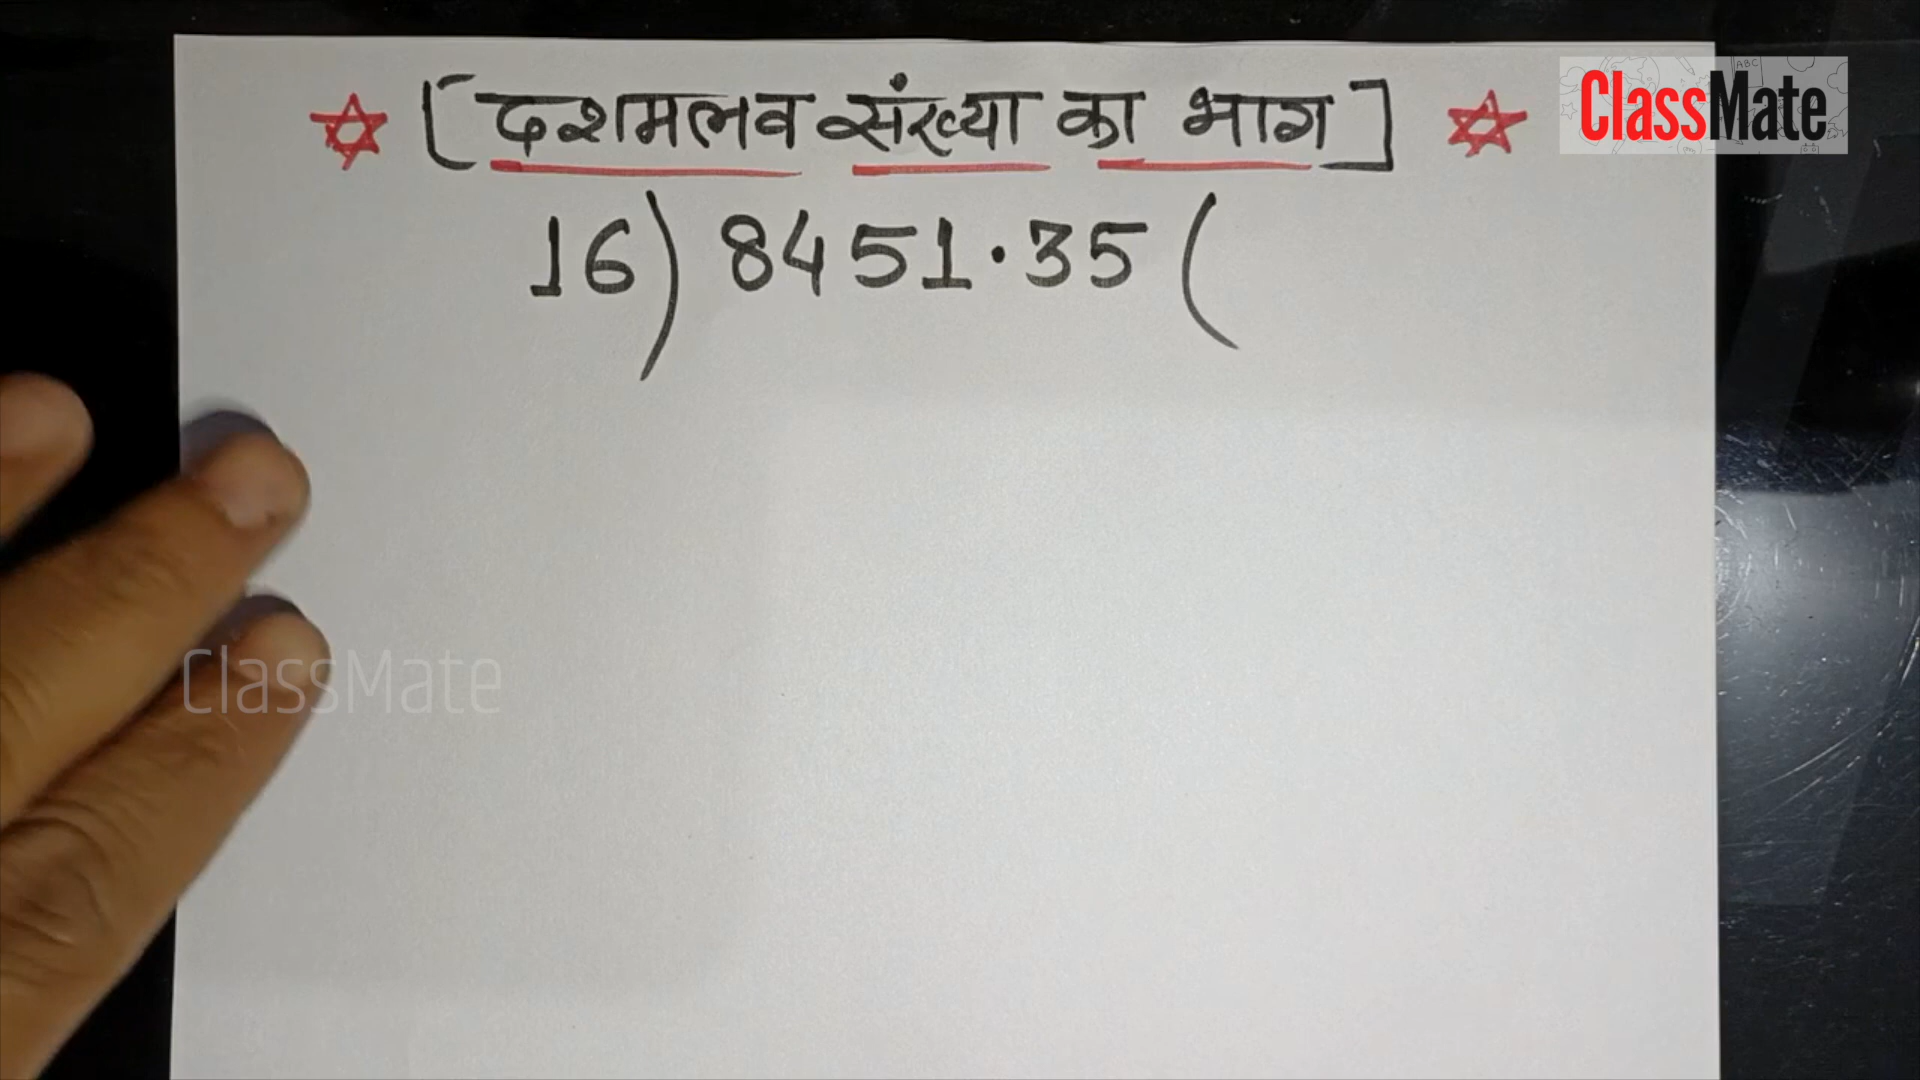 [दशमलव संख्या का भाग]
ClassMate
16) 8451.35 (
ClassMate